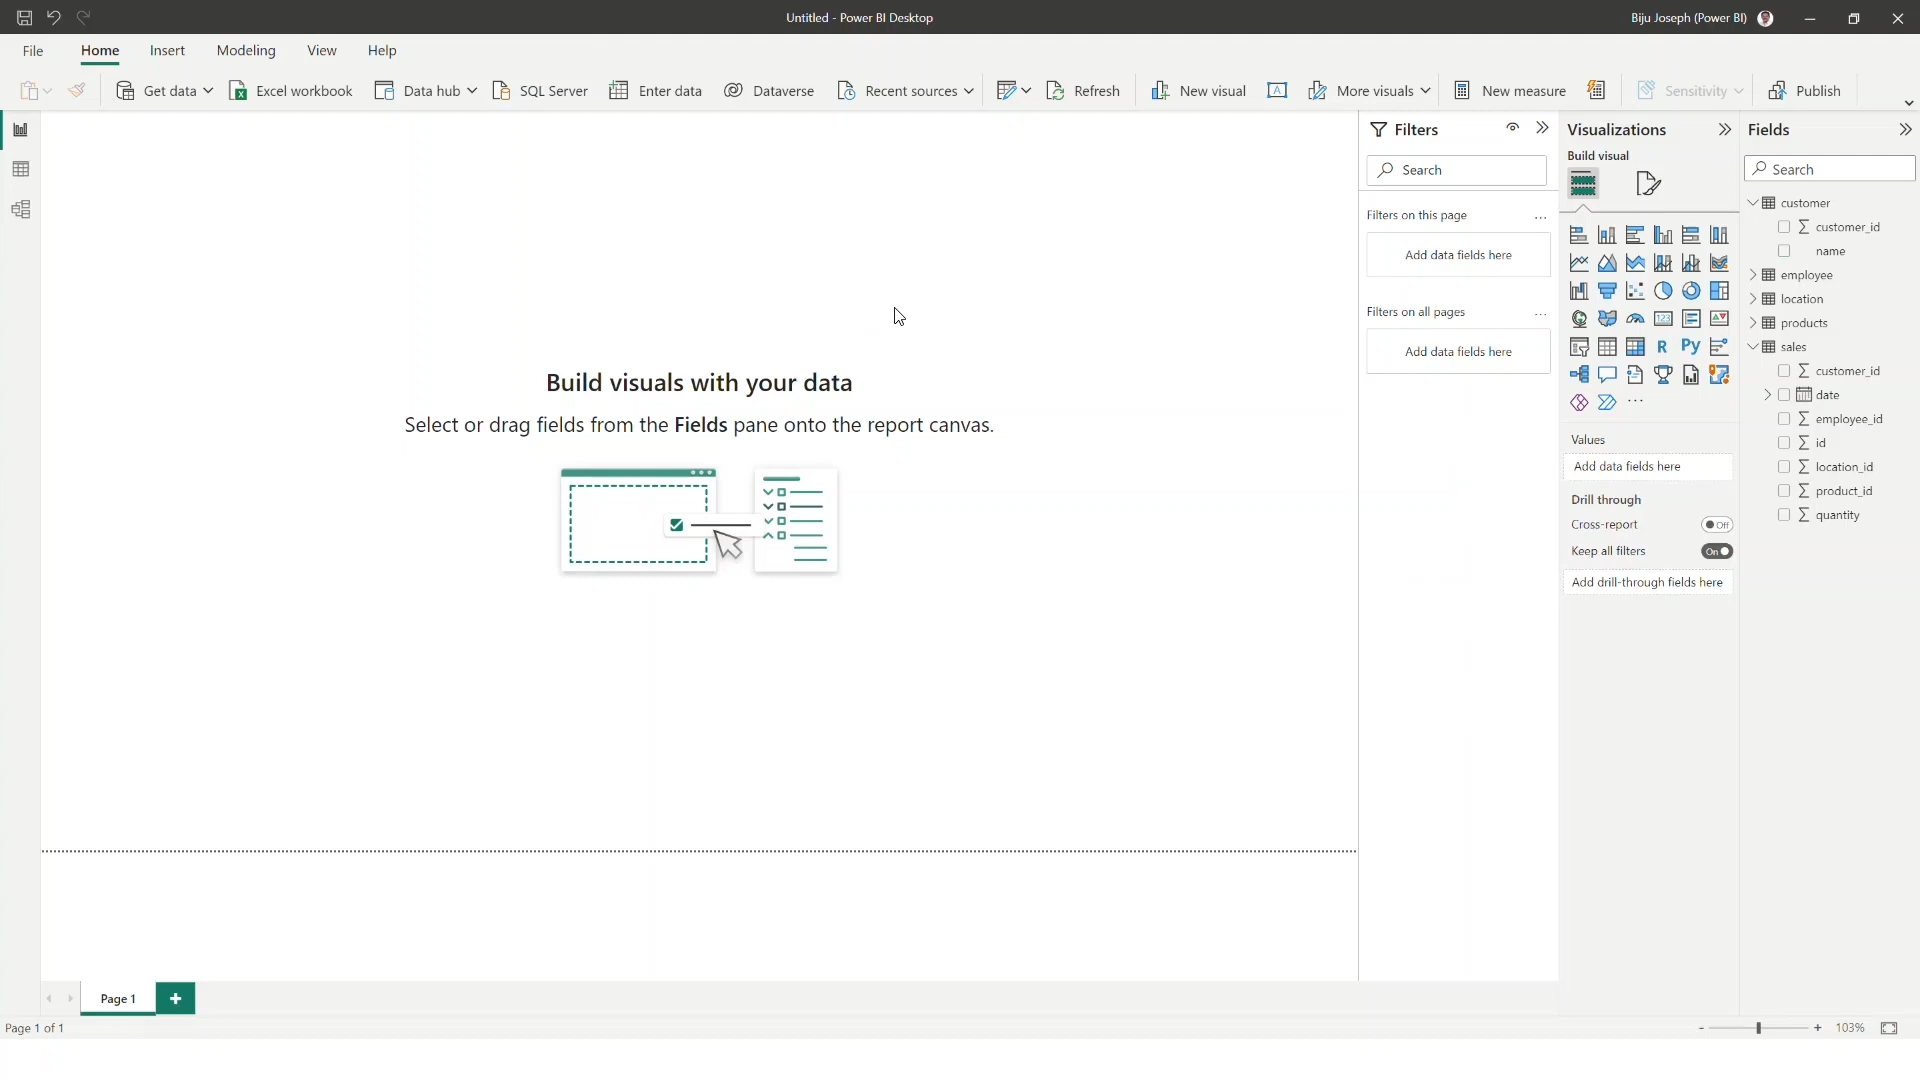 Untitled - Power BI Desktop
Biju Joseph (Power BI)
File Home Insert Modeling View Help
Get data Excel workbook Data hub SQL Server Enter data Dataverse Recent sources Refresh New visual More visuals New measure Sensitivity Publish
Build visuals with your data
Select or drag fields from the Fields pane onto the report canvas.
Filters
Search
Filters on this page
Add data fields here
Filters on all pages
Add data fields here
Visualizations
Build visual
R Py
123
Values
Add data fields here
Drill through
Cross-report Off
Keep all filters On
Add drill-through fields here
Fields
Search
customer
customer_id
name
employee
location
products
sales
customer_id
date
employee_id
id
location_id
product_id
quantity
Page 1
Page 1 of 1
103%